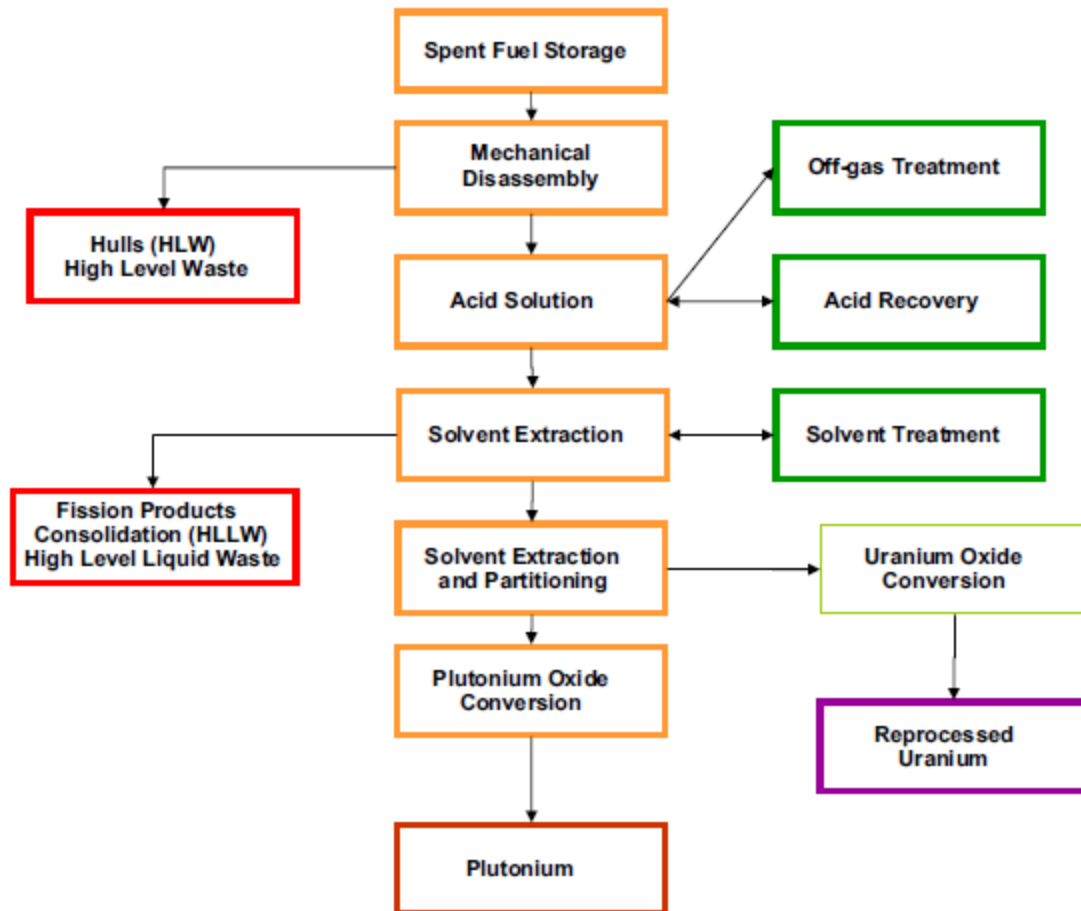 Spent Fuel Storage
Mechanical
Disassembly
Off-gas Treatment
Hulls (HLW)
High Level Waste
Acid Solution
Acid Recovery
Solvent Extraction
Solvent Treatment
Fission Products
Consolidation (HLLW)
High Level Liquid Waste
Solvent Extraction
and Partitioning
Uranium Oxide
Conversion
Plutonium Oxide
Conversion
Reprocessed
Uranium
Plutonium